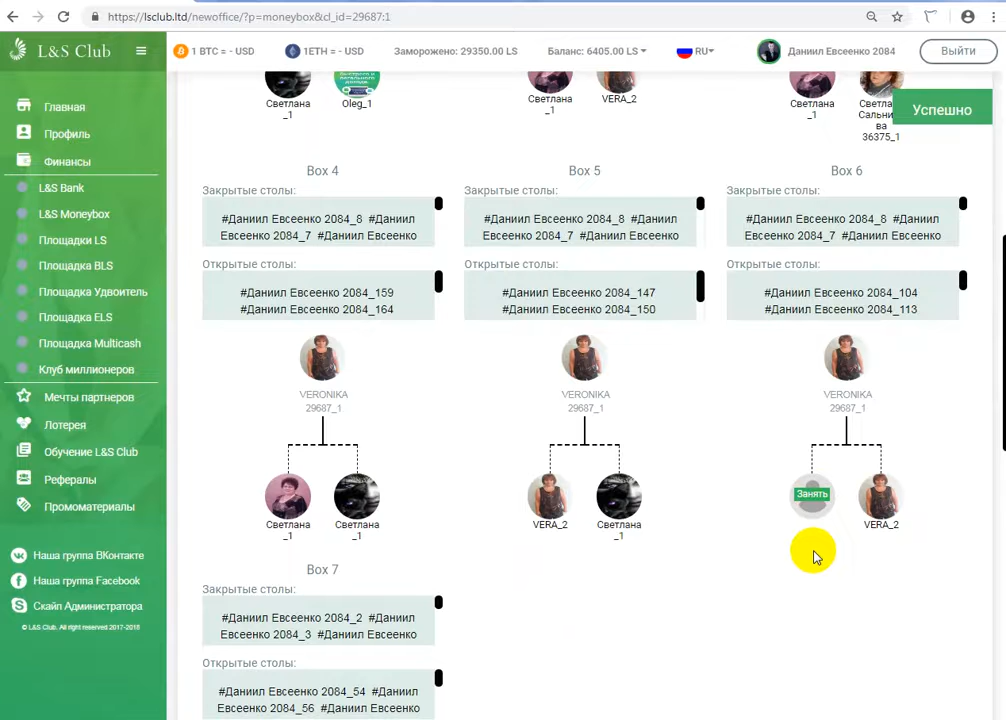 https://lsclub.ltd/newoffice/?p=moneybox&cl_id=29687:1
L&S Club
1 BTC = - USD
1ETH = - USD
Заморожено: 29350.00 LS
Баланс: 6405.00 LS
RU
Даниил Евсеенко 2084
Выйти
Успешно
Главная
Профиль
Финансы
L&S Bank
L&S Moneybox
Площадки LS
Площадка BLS
Площадка Удвоитель
Площадка ELS
Площадка Multicash
Клуб миллионеров
Мечты партнеров
Лотерея
Обучение L&S Club
Рефералы
Промоматериалы
Наша группа ВКонтакте
Наша группа Facebook
Скайп Администратора
© L&S Club. All right reserved 2017-2018
Светлана
_1
Oleg_1
Светлана
_1
VERA_2
Светлана
_1
Светла
Сальни
ва
36375_1
Box 4
Закрытые столы:
#Даниил Евсеенко 2084_8 #Даниил
Евсеенко 2084_7 #Даниил Евсеенко
Открытые столы:
#Даниил Евсеенко 2084_159
#Даниил Евсеенко 2084_164
VERONIKA
29687_1
Светлана
_1
Светлана
_1
Box 5
Закрытые столы:
#Даниил Евсеенко 2084_8 #Даниил
Евсеенко 2084_7 #Даниил Евсеенко
Открытые столы:
#Даниил Евсеенко 2084_147
#Даниил Евсеенко 2084_150
VERONIKA
29687_1
VERA_2
Светлана
_1
Box 6
Закрытые столы:
#Даниил Евсеенко 2084_8 #Даниил
Евсеенко 2084_7 #Даниил Евсеенко
Открытые столы:
#Даниил Евсеенко 2084_104
#Даниил Евсеенко 2084_113
VERONIKA
29687_1
Занять
VERA_2
Box 7
Закрытые столы:
#Даниил Евсеенко 2084_2 #Даниил
Евсеенко 2084_3 #Даниил Евсеенко
Открытые столы:
#Даниил Евсеенко 2084_54 #Даниил
Евсеенко 2084_56 #Даниил Евсеенко